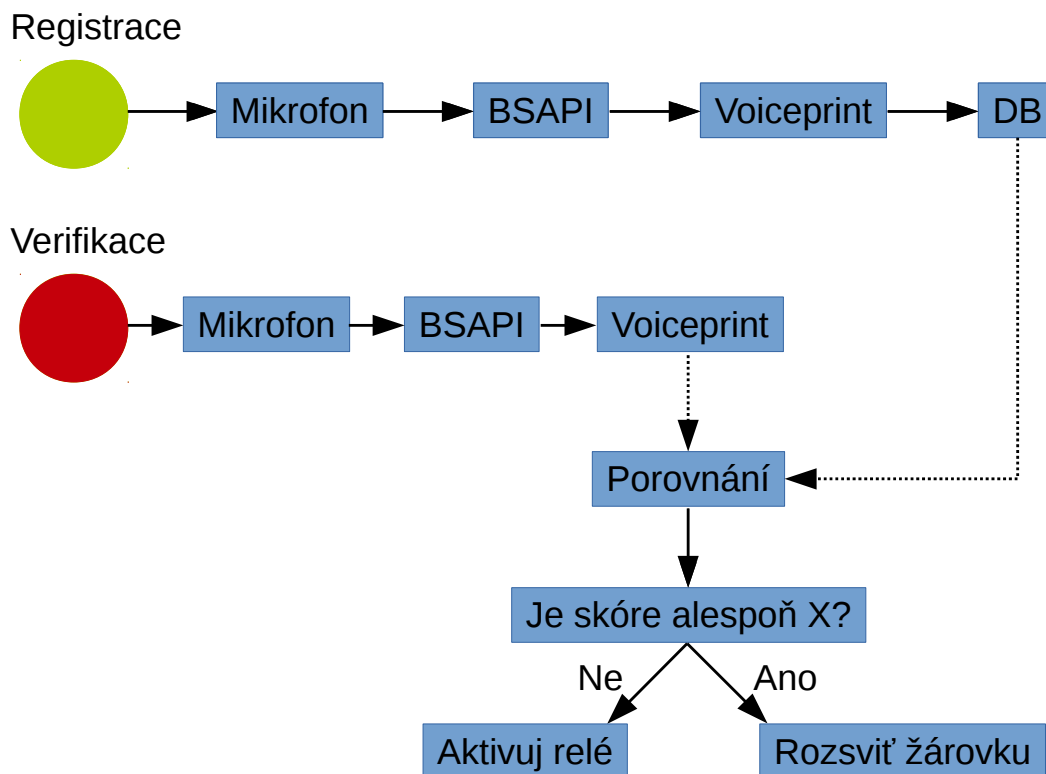 Registrace
Mikrofon BSAPI Voiceprint DB
Verifikace
Mikrofon BSAPI Voiceprint
Porovnání
Je skóre alespoň X?
Ne Ano
Aktivuj relé Rozsviť žárovku